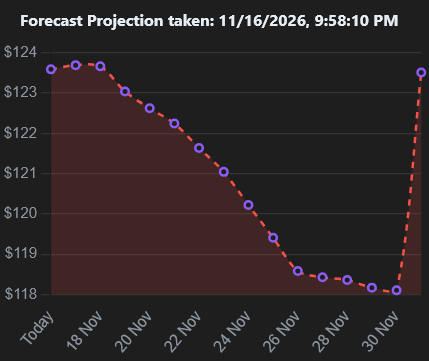 Forecast Projection taken: 11/16/2026, 9:58:10 PM
$124
$123
$122
$121
$120
$119
$118
Today
18 Nov
20 Nov
22 Nov
24 Nov
26 Nov
28 Nov
30 Nov